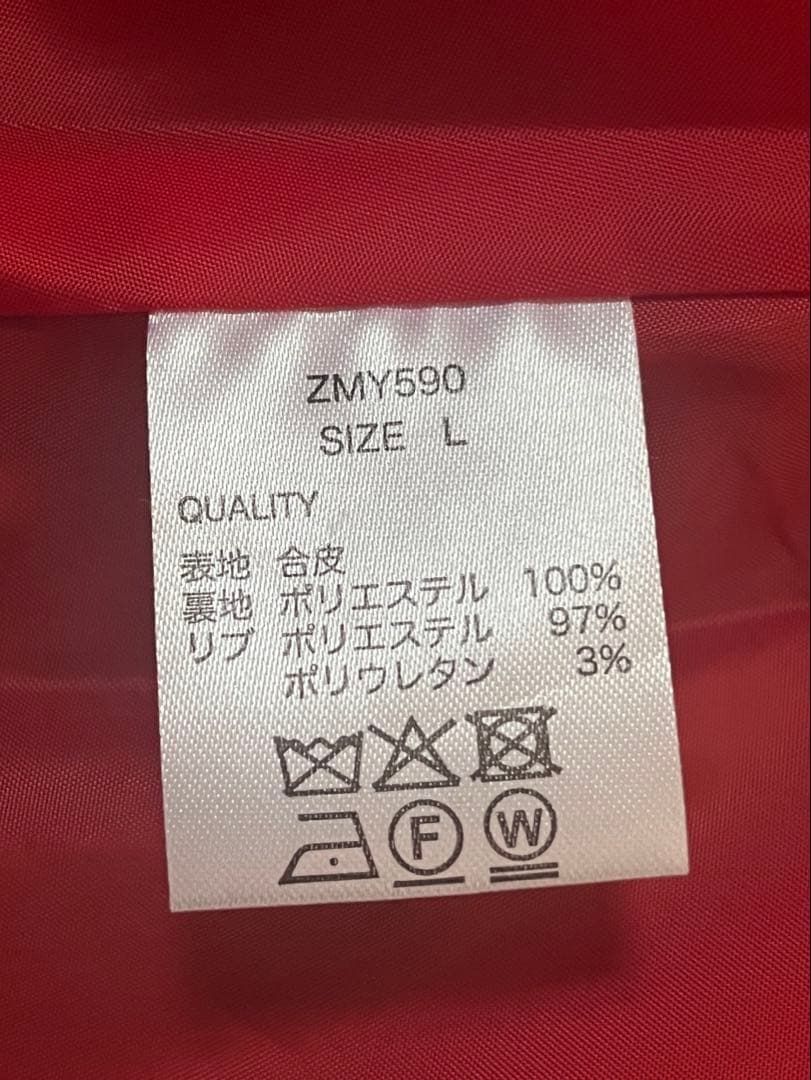 ZMY590
SIZE L
QUALITY
表地 合皮
裏地 ポリエステル 100%
リブ ポリエステル 97%
ポリウレタン 3%
F W